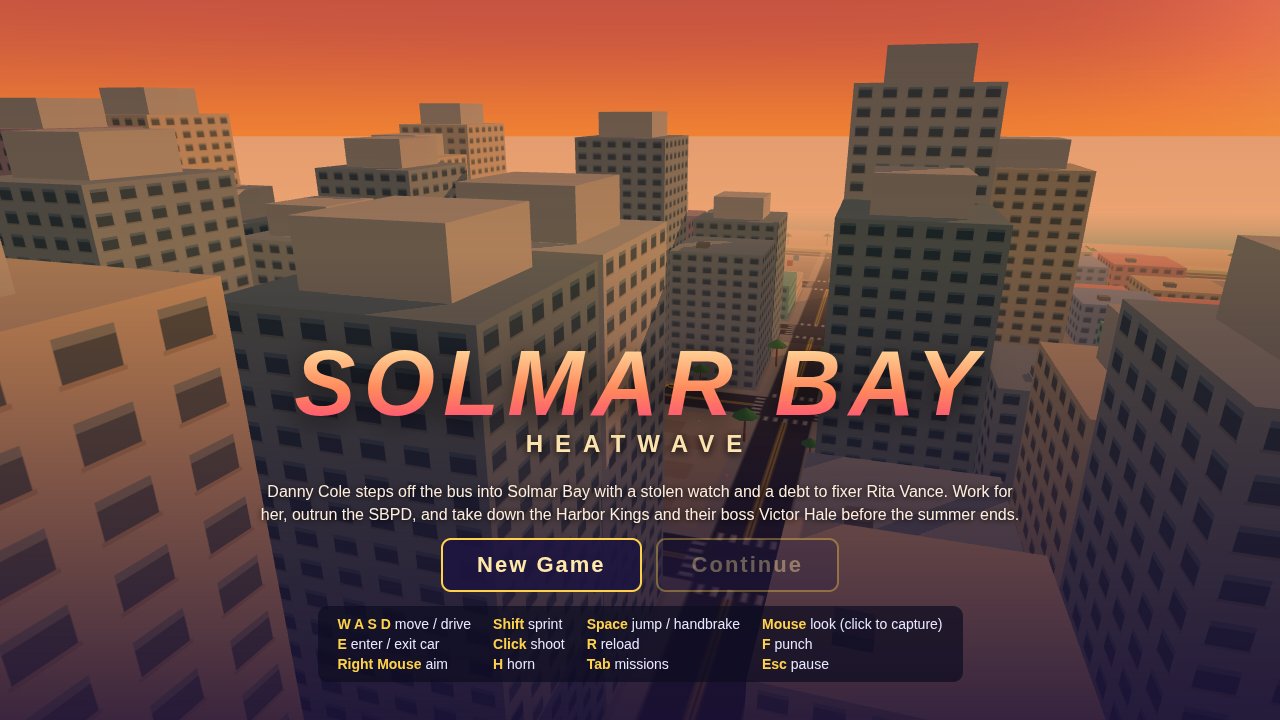 SOLMAR BAY
HEATWAVE
Danny Cole steps off the bus into Solmar Bay with a stolen watch and a debt to fixer Rita Vance. Work for
her, outrun the SBPD, and take down the Harbor Kings and their boss Victor Hale before the summer ends.
New Game Continue
W A S D move / drive Shift sprint Space jump / handbrake Mouse look (click to capture)
E enter / exit car Click shoot R reload F punch
Right Mouse aim H horn Tab missions Esc pause